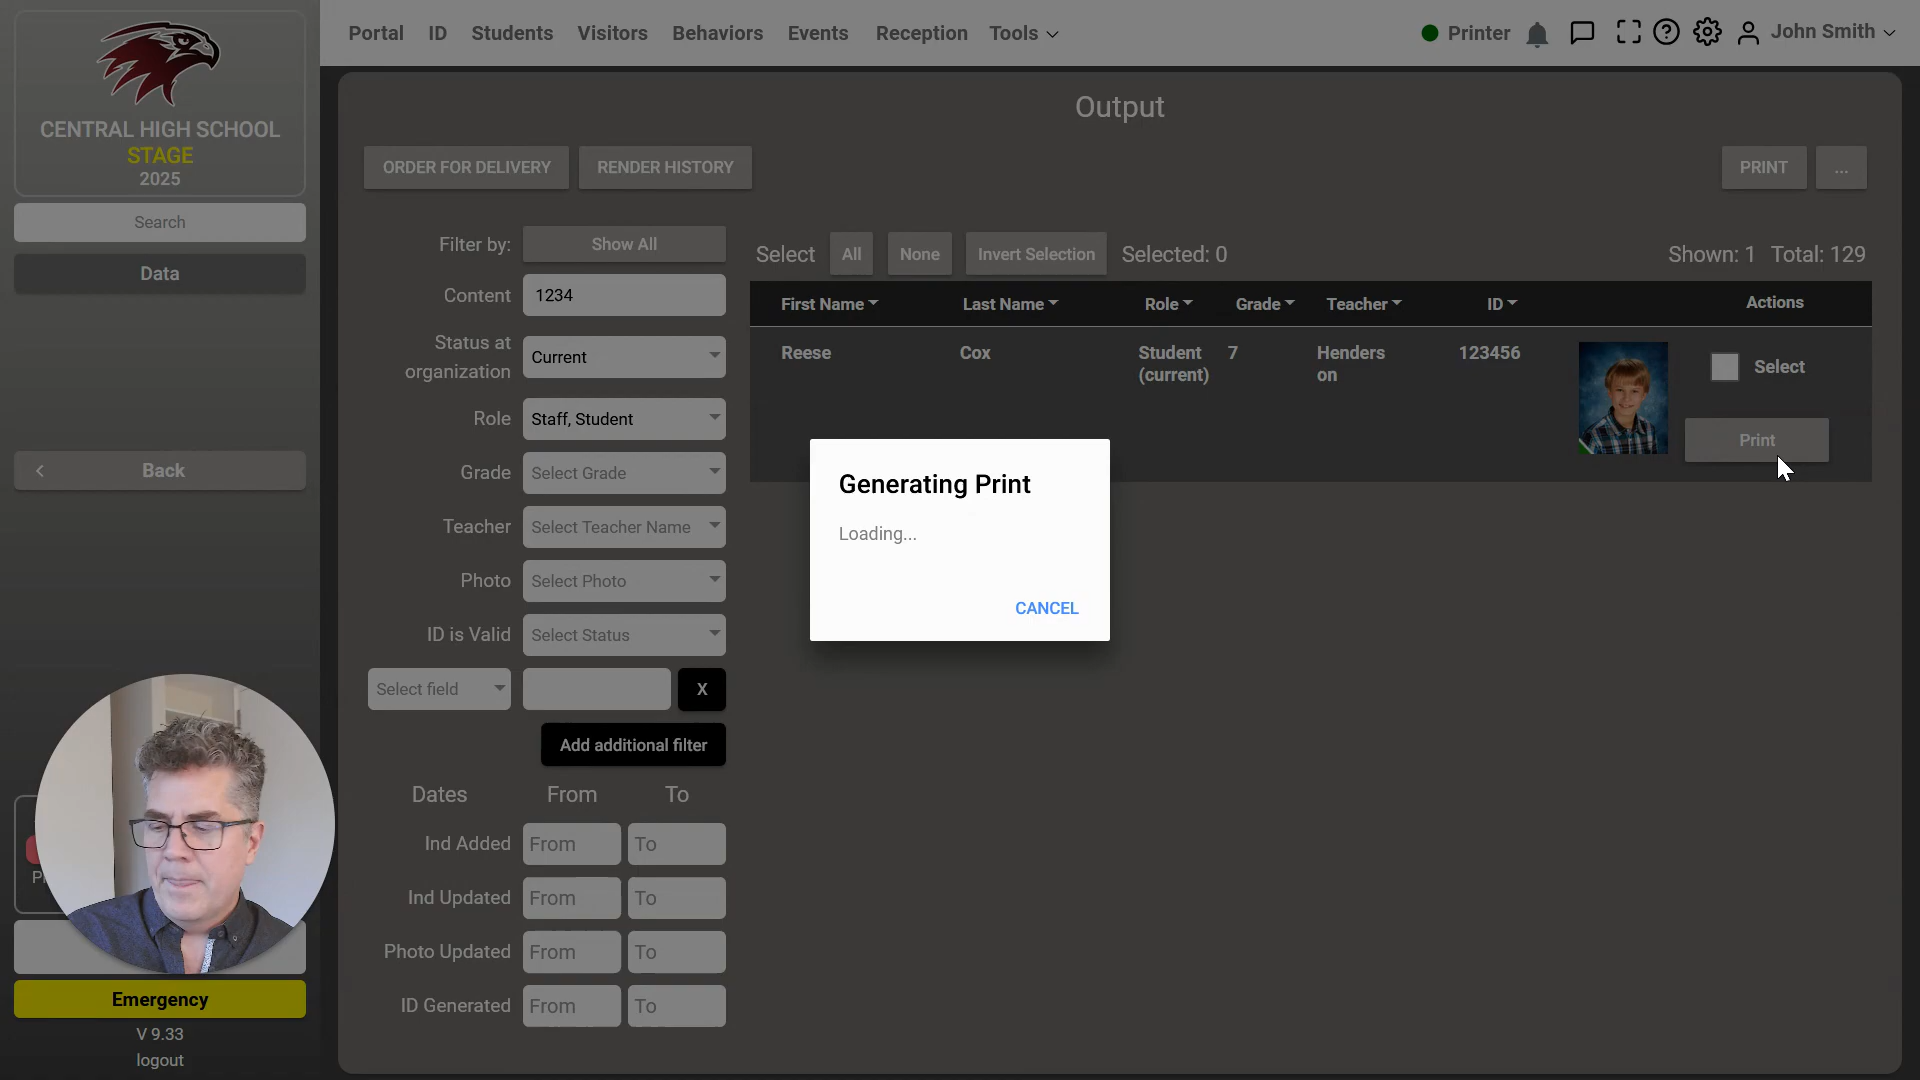 CENTRAL HIGH SCHOOL
STAGE
2025
Search
Data
Back
Emergency
V 9.33
logout
Portal ID Students Visitors Behaviors Events Reception Tools
Printer John Smith
Output
ORDER FOR DELIVERY RENDER HISTORY PRINT ...
Filter by: Show All
Content 1234
Status at
organization
Current
Role Staff, Student
Grade Select Grade
Teacher Select Teacher Name
Photo Select Photo
ID is Valid Select Status
Select field X
Add additional filter
Dates From To
Ind Added From To
Ind Updated From To
Photo Updated From To
ID Generated From To
Select All None Invert Selection Selected: 0 Shown: 1 Total: 129
First Name Last Name Role Grade Teacher ID Actions
Reese Cox Student 7 Henders 123456
(current) on
Select
Print
Generating Print
Loading...
CANCEL